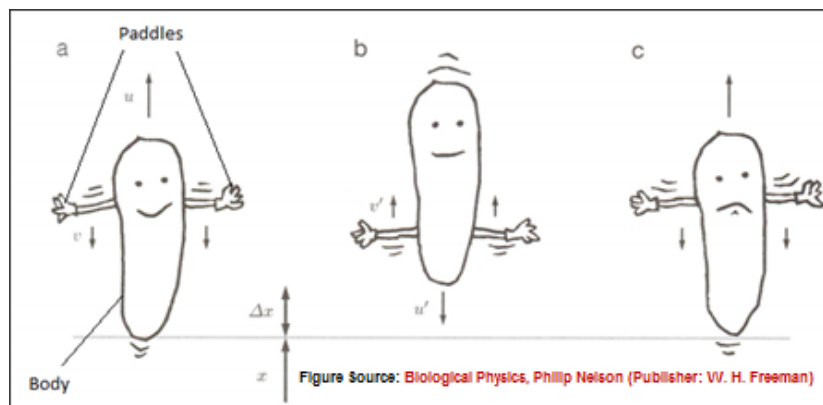 Paddles
a
b
c
u
v
v'
Δx
u'
x
Body
Figure Source: Biological Physics, Philip Nelson (Publisher: W. H. Freeman)